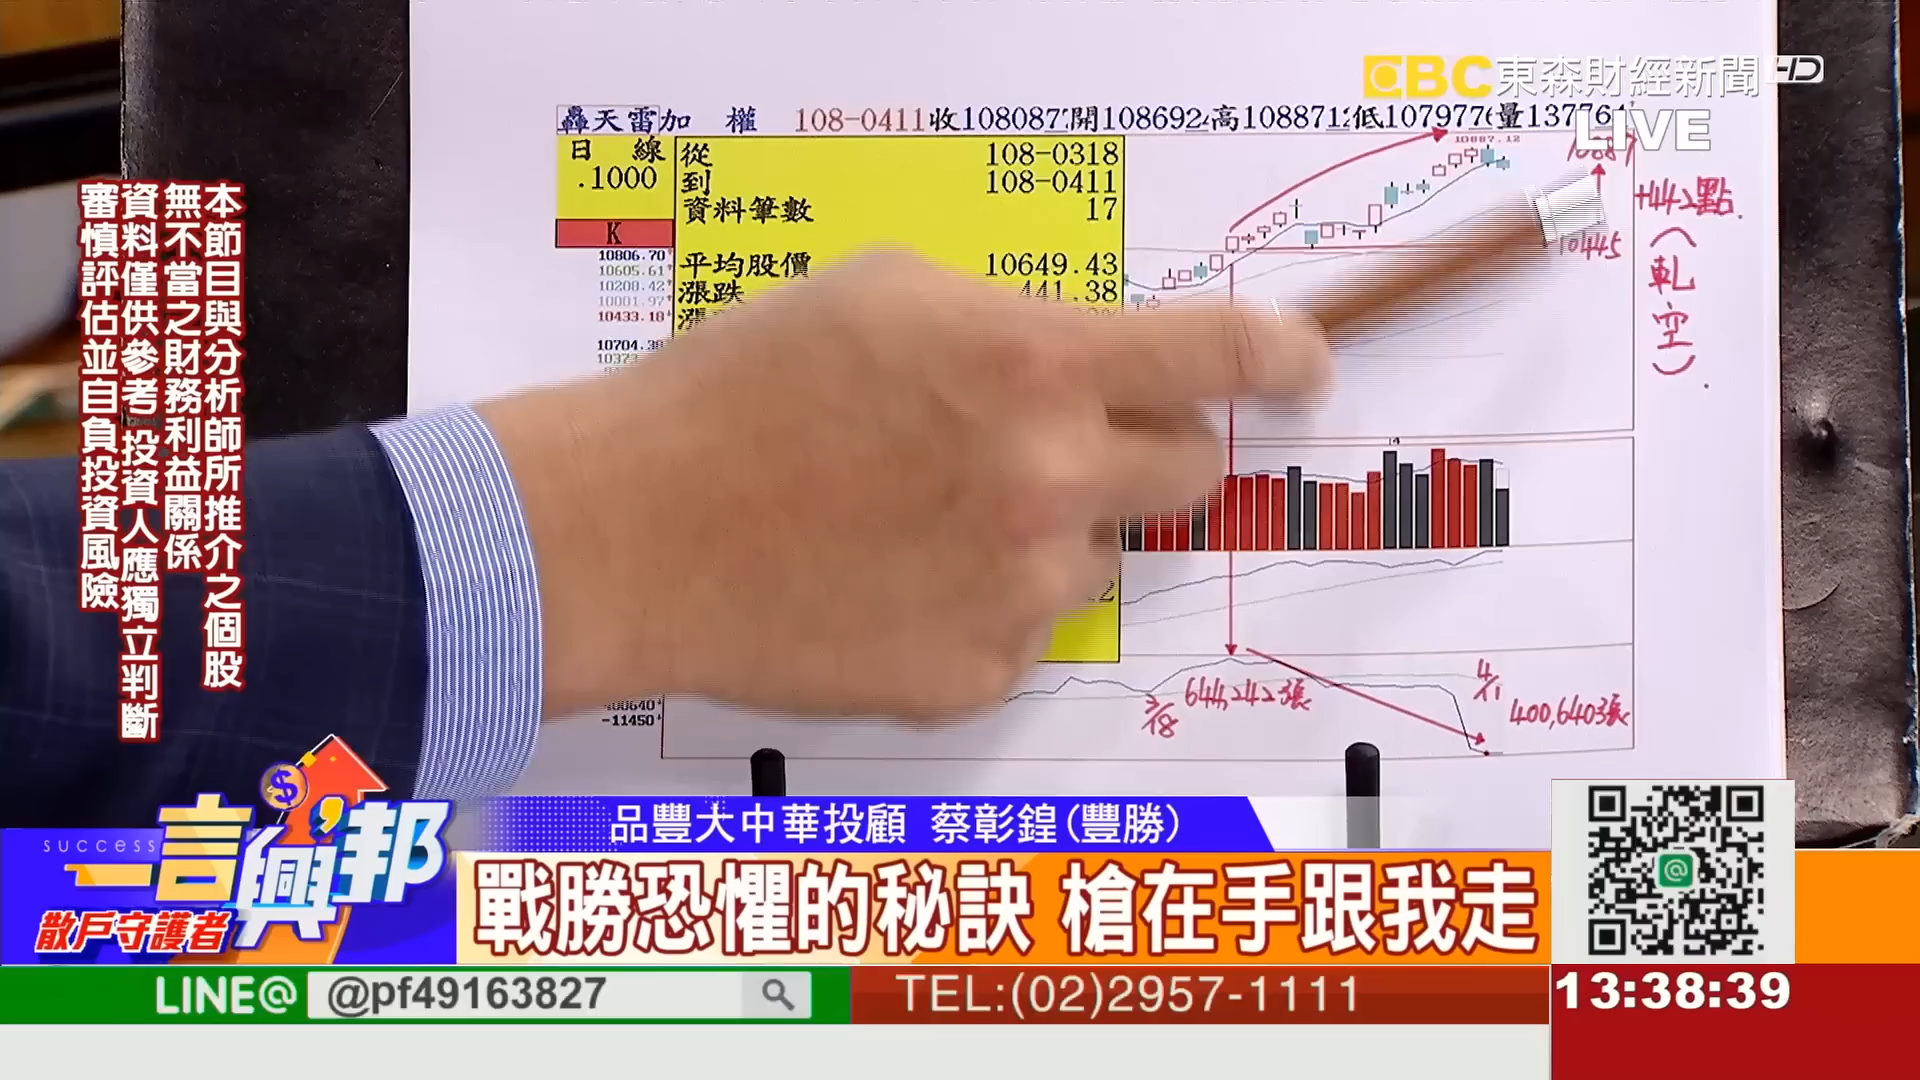 EBC東森財經新聞HD
LIVE
轟天雷加 權 108-0411收108087開108692高108871低107977量137764
日 線
.1000
K
10806.70
10605.61
10208.42
10001.97
10433.18
10704.38
-11450
從 108-0318
到 108-0411
資料筆數 17
平均股價 10649.43
漲跌 441.38
10887.12
10887
10445
+442點
(軋空)
3/18
644,242張
4/11
400,640張
本節目與分析師所推介之個股
無不當之財務利益關係
資料僅供參考 投資人應獨立判斷
審慎評估並自負投資風險
success
一言興邦
散戶守護者
品豐大中華投顧 蔡彰鍠(豐勝)
戰勝恐懼的秘訣 槍在手跟我走
LINE@ @pf49163827
TEL:(02)2957-1111
13:38:39